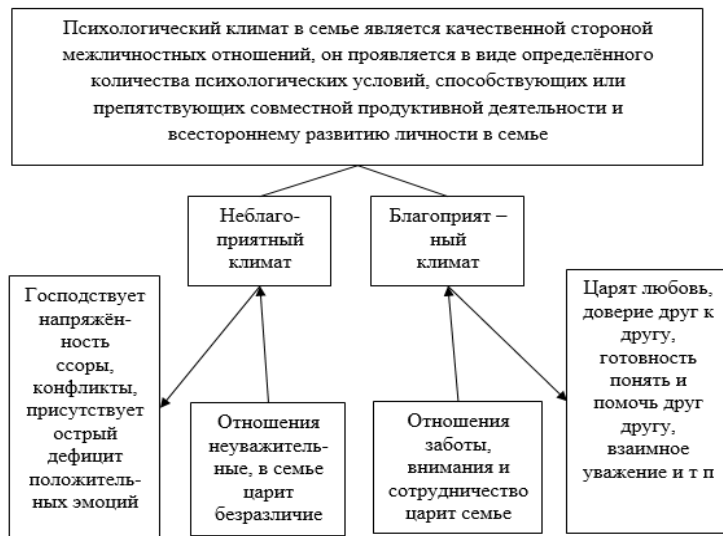 Психологический климат в семье является качественной стороной
межличностных отношений, он проявляется в виде определённого
количества психологических условий, способствующих или
препятствующих совместной продуктивной деятельности и
всестороннему развитию личности в семье
Неблаго-
приятный
климат
Благоприят –
ный
климат
Господствует
напряжён-
ность
ссоры,
конфликты,
присутствует
острый
дефицит
положитель-
ных эмоций
Отношения
неуважитель-
ные, в семье
царит
безразличие
Отношения
заботы,
внимания и
сотрудничество
царит семье
Царят любовь,
доверие друг к
другу,
готовность
понять и
помочь друг
другу,
взаимное
уважение и т п